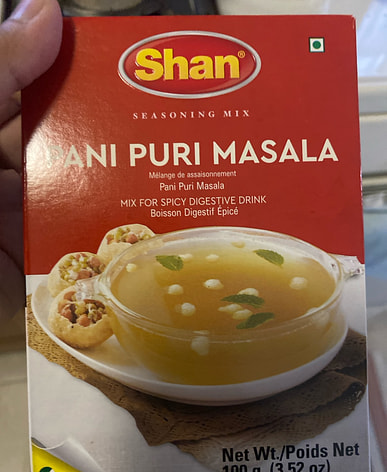 Shan®
SEASONING MIX
PANI PURI MASALA
Mélange de assaisonnement
Pani Puri Masala
MIX FOR SPICY DIGESTIVE DRINK
Boisson Digestif Épicé
Net Wt./Poids Net
100 g (3.52 oz)